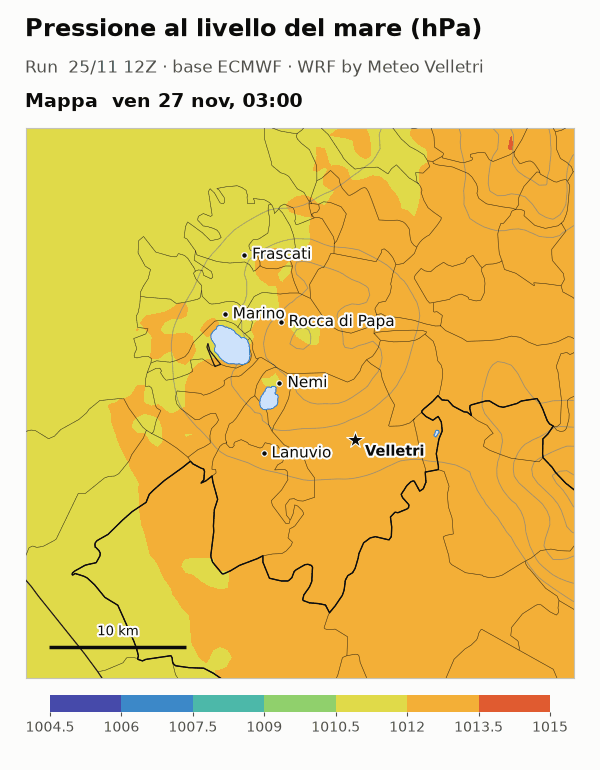 Pressione al livello del mare (hPa)
Run  25/11 12Z · base ECMWF · WRF by Meteo Velletri
Mappa  ven 27 nov, 03:00
Frascati
Marino
Rocca di Papa
Nemi
Velletri
Lanuvio
10 km
1004.5 1006 1007.5 1009 1010.5 1012 1013.5 1015